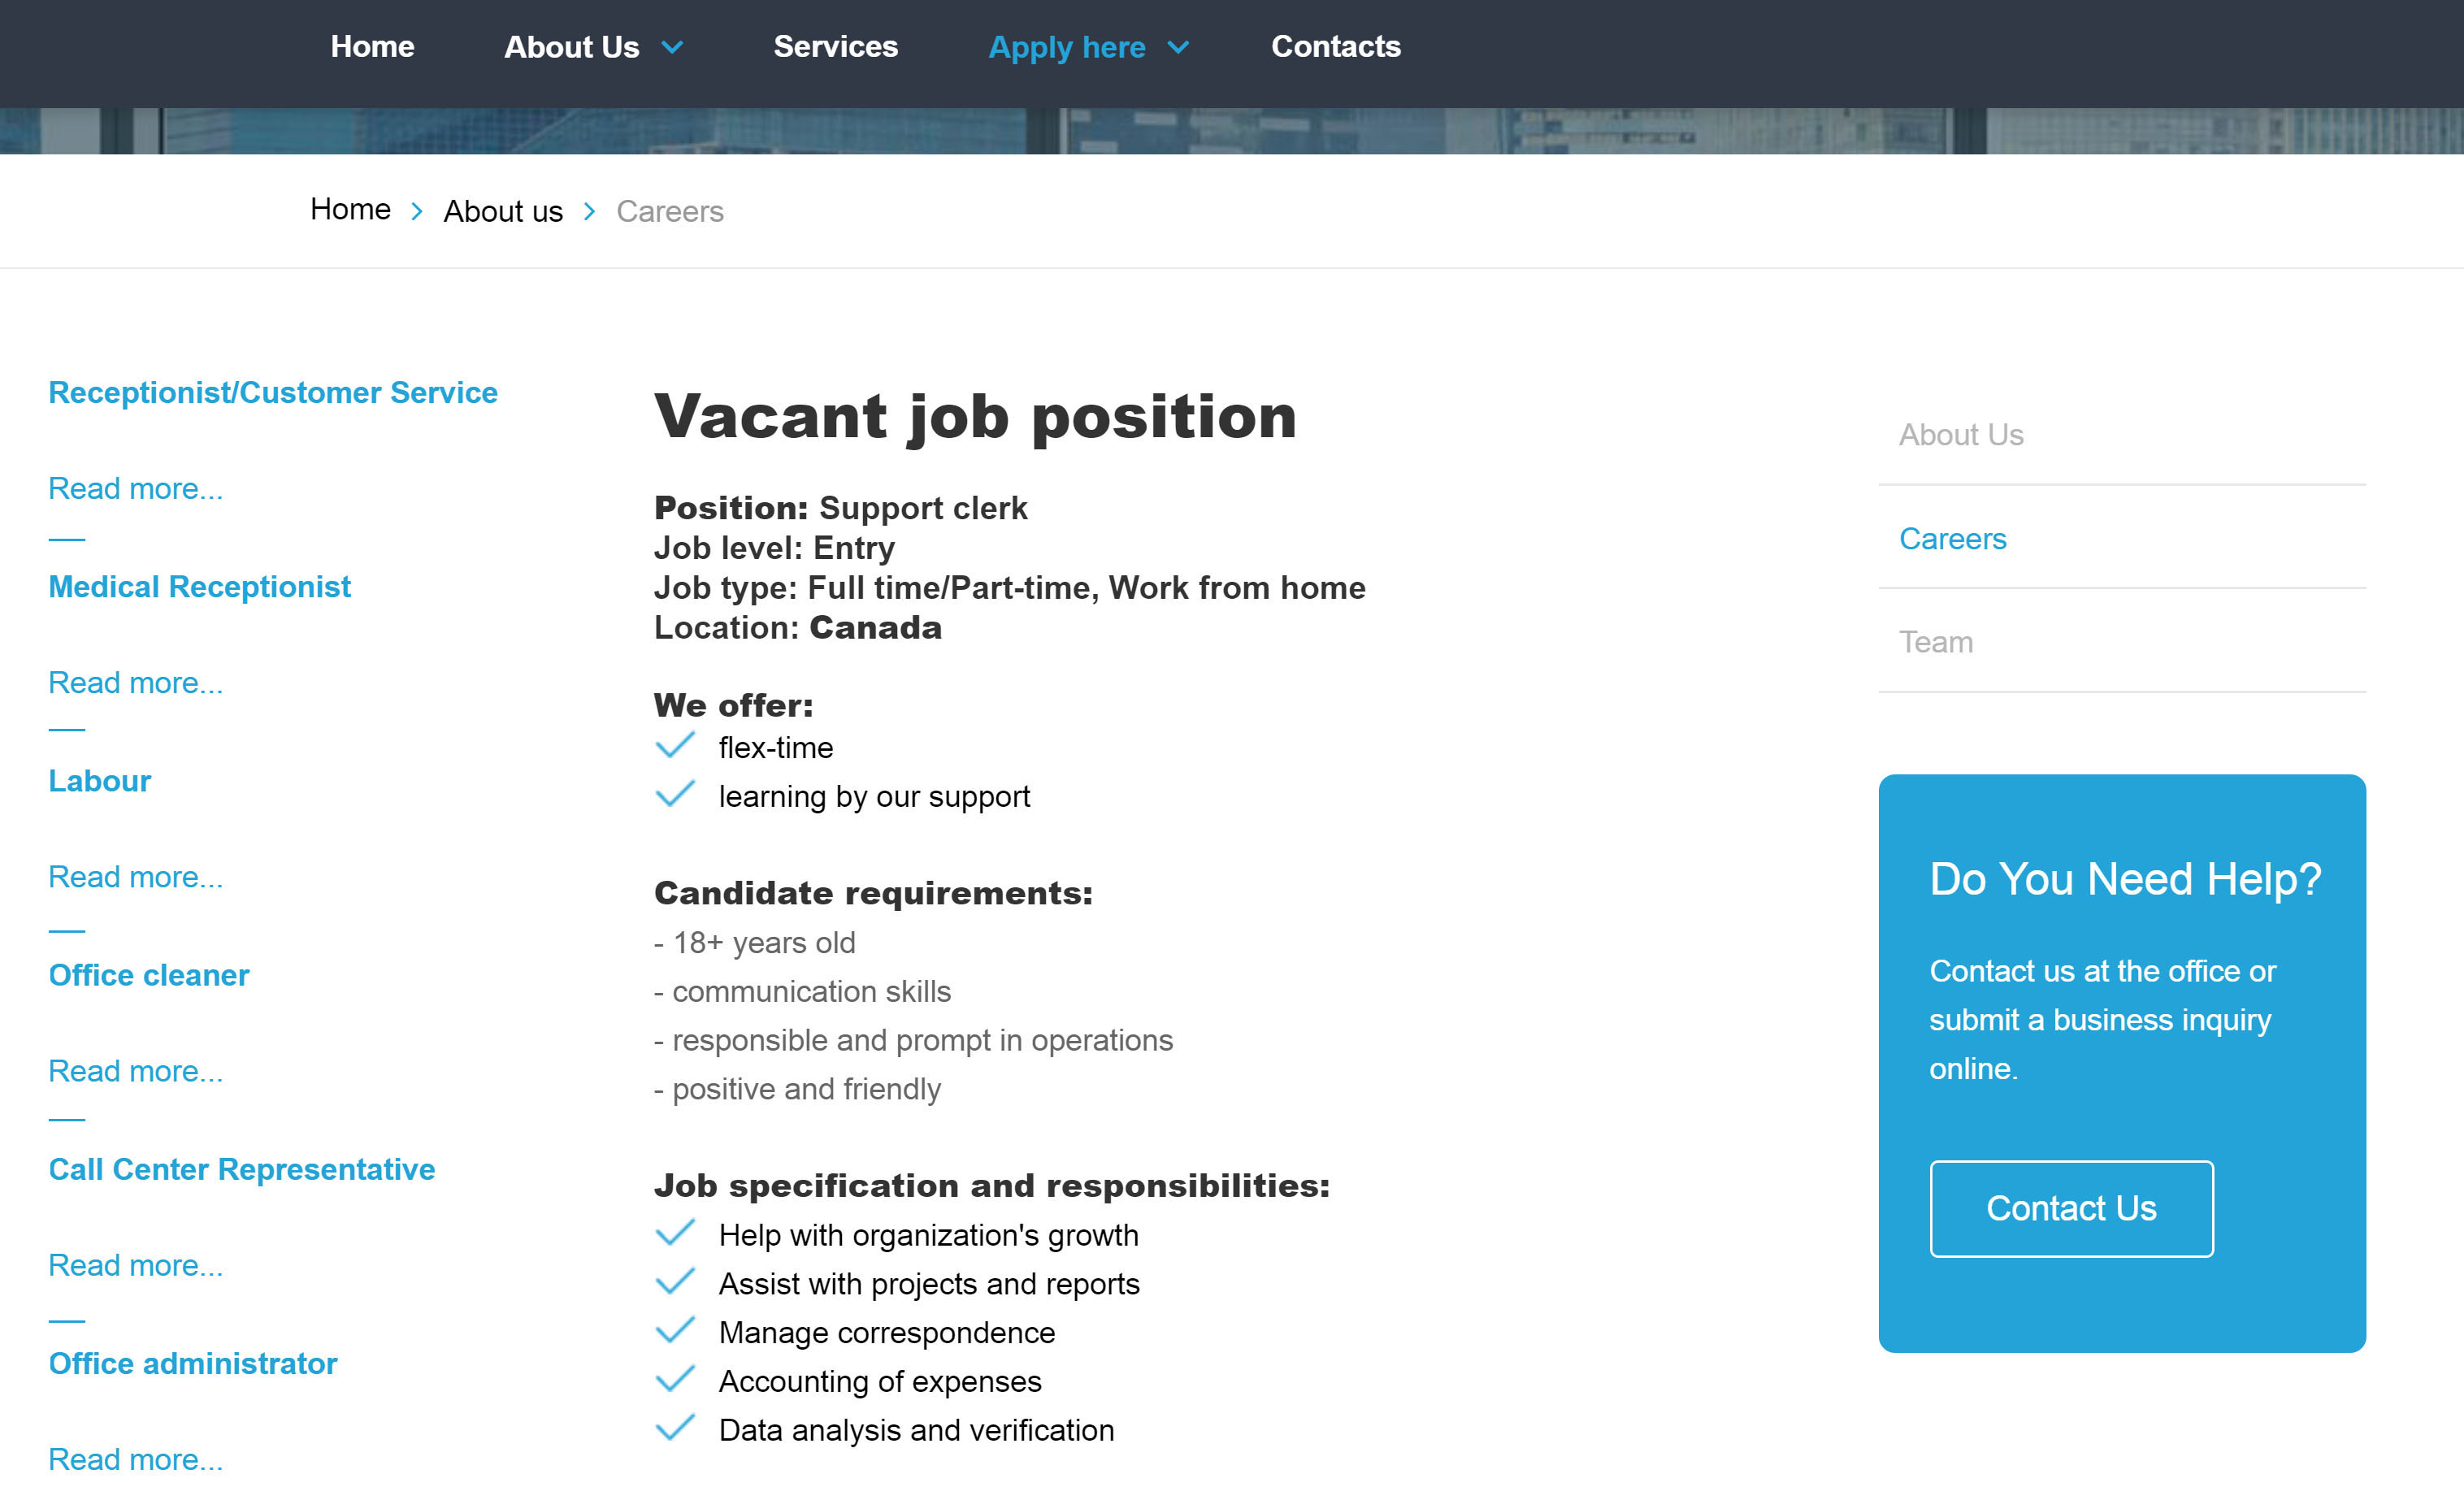 Home
About Us
Services
Apply here
Contacts
Home
About us
Careers
Receptionist/Customer Service
Read more...
Medical Receptionist
Read more...
Labour
Read more...
Office cleaner
Read more...
Call Center Representative
Read more...
Office administrator
Read more...
Vacant job position
Position: Support clerk
Job level: Entry
Job type: Full time/Part-time, Work from home
Location: Canada
We offer:
flex-time
learning by our support
Candidate requirements:
- 18+ years old
- communication skills
- responsible and prompt in operations
- positive and friendly
Job specification and responsibilities:
Help with organization's growth
Assist with projects and reports
Manage correspondence
Accounting of expenses
Data analysis and verification
About Us
Careers
Team
Do You Need Help?
Contact us at the office or
submit a business inquiry
online.
Contact Us